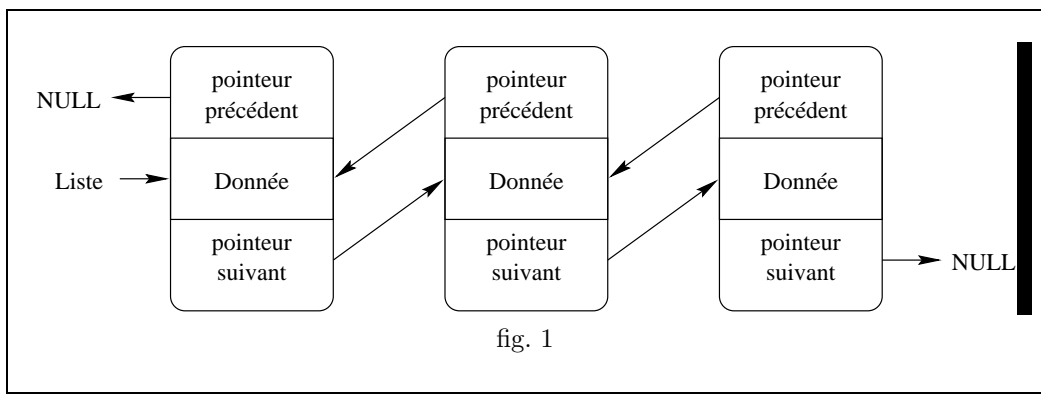 pointeur
précédent
pointeur
précédent
pointeur
précédent
NULL
Liste
Donnée
Donnée
Donnée
pointeur
suivant
pointeur
suivant
pointeur
suivant
NULL
fig. 1